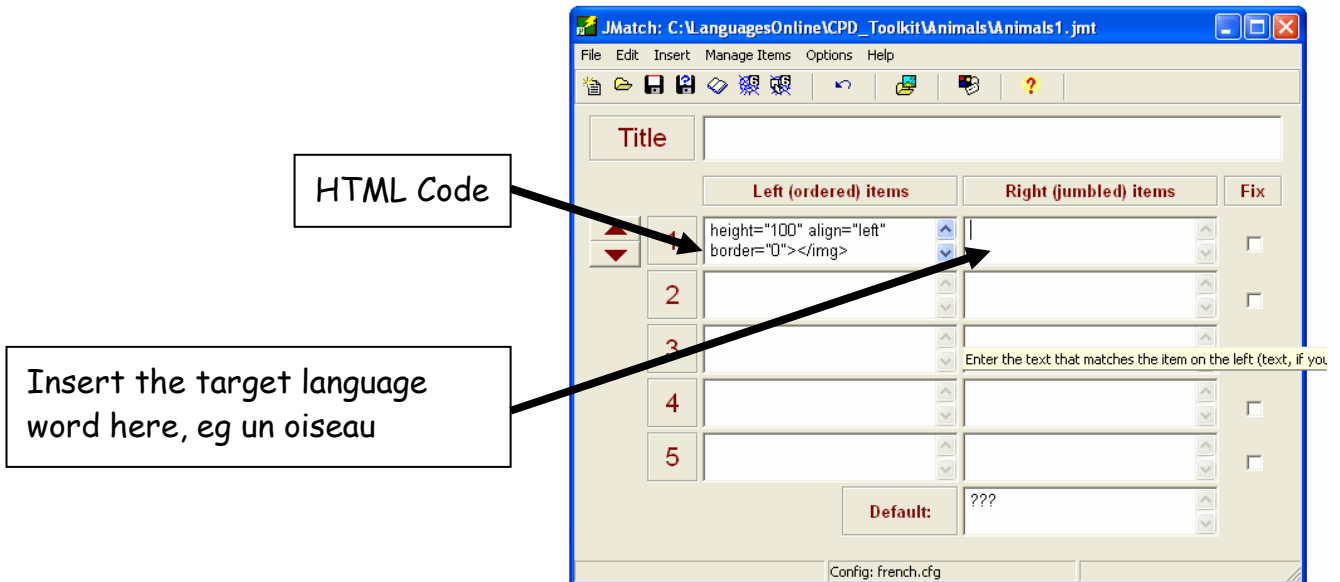 JMatch: C:\LanguagesOnline\CPD_Toolkit\Animals\Animals1.jmt
File Edit Insert Manage Items Options Help
Title
HTML Code
Left (ordered) items Right (jumbled) items Fix
1
height="100" align="left"
border="0"></img>
2
3
Enter the text that matches the item on the left (text, if you
Insert the target language
word here, eg un oiseau
4
5
Default: ???
Config: french.cfg